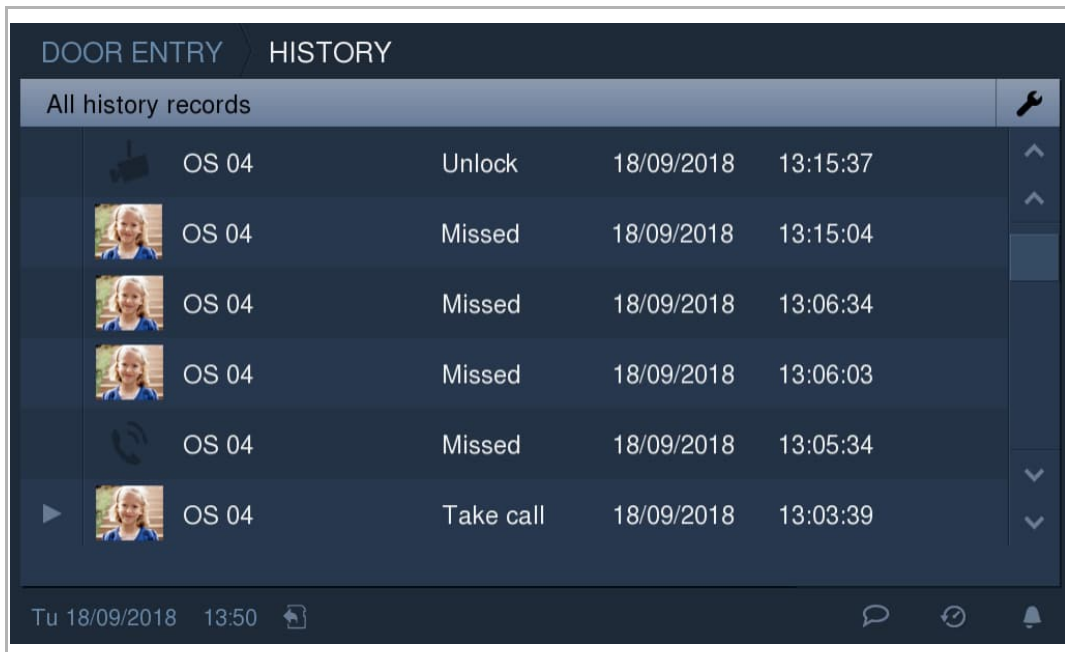 DOOR ENTRY HISTORY
All history records
OS 04 Unlock 18/09/2018 13:15:37
OS 04 Missed 18/09/2018 13:15:04
OS 04 Missed 18/09/2018 13:06:34
OS 04 Missed 18/09/2018 13:06:03
OS 04 Missed 18/09/2018 13:05:34
OS 04 Take call 18/09/2018 13:03:39
Tu 18/09/2018 13:50